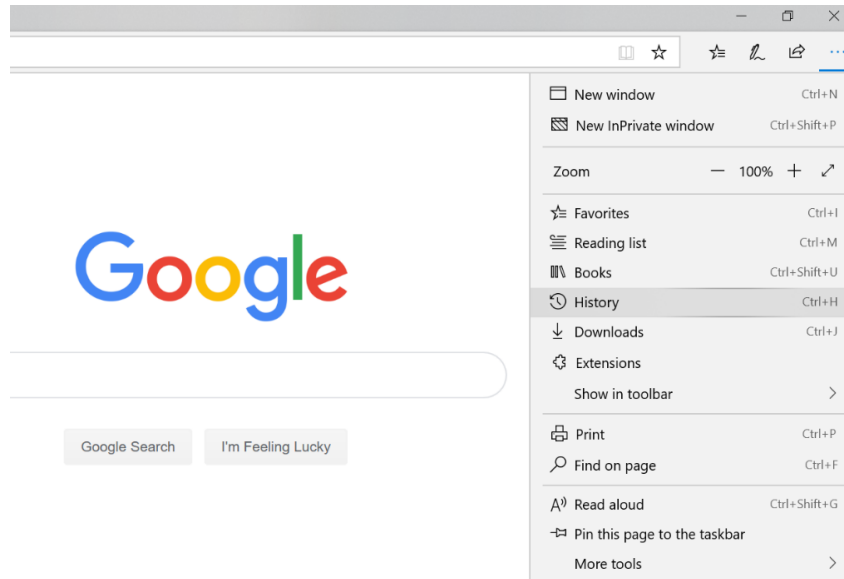 New window Ctrl+N
New InPrivate window Ctrl+Shift+P
Zoom — 100% +
Favorites Ctrl+I
Reading list Ctrl+M
Books Ctrl+Shift+U
History Ctrl+H
Downloads Ctrl+J
Extensions
Show in toolbar
Print Ctrl+P
Find on page Ctrl+F
Read aloud Ctrl+Shift+G
Pin this page to the taskbar
More tools
Google
Google Search
I'm Feeling Lucky